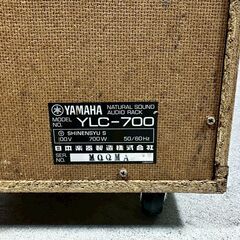 YAMAHA NATURAL SOUND AUDIO RACK
MODEL NO. YLC-700
SHINENSYU S
100V 700W 50/60Hz
日本楽器製造株式会社
SER. NO. MOOMA